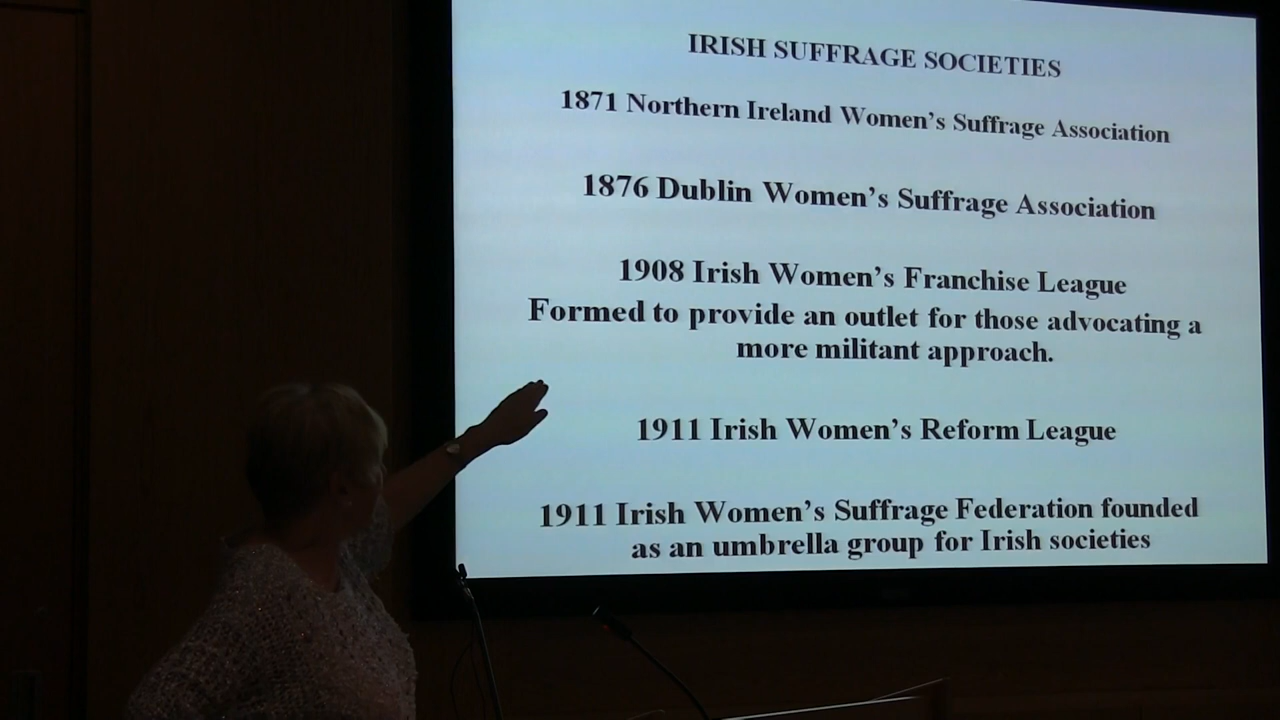 IRISH SUFFRAGE SOCIETIES
1871 Northern Ireland Women's Suffrage Association
1876 Dublin Women's Suffrage Association
1908 Irish Women's Franchise League
Formed to provide an outlet for those advocating a
more militant approach.
1911 Irish Women's Reform League
1911 Irish Women's Suffrage Federation founded
as an umbrella group for Irish societies